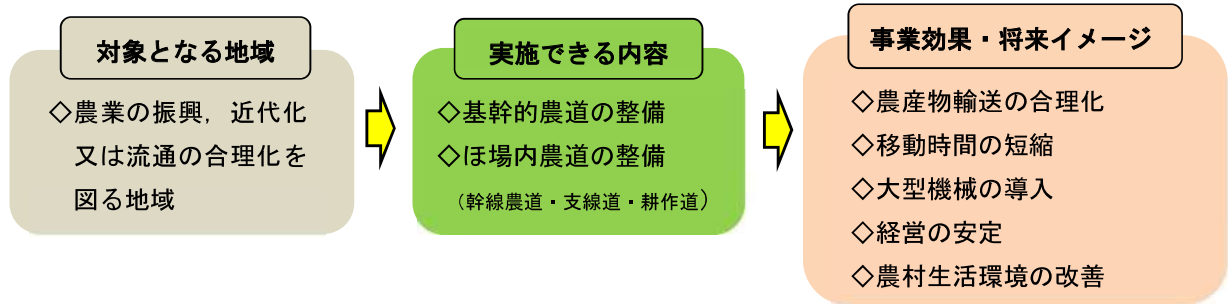 対象となる地域
◇農業の振興，近代化
又は流通の合理化を
図る地域
実施できる内容
◇基幹的農道の整備
◇ほ場内農道の整備
（幹線農道・支線道・耕作道）
事業効果・将来イメージ
◇農産物輸送の合理化
◇移動時間の短縮
◇大型機械の導入
◇経営の安定
◇農村生活環境の改善